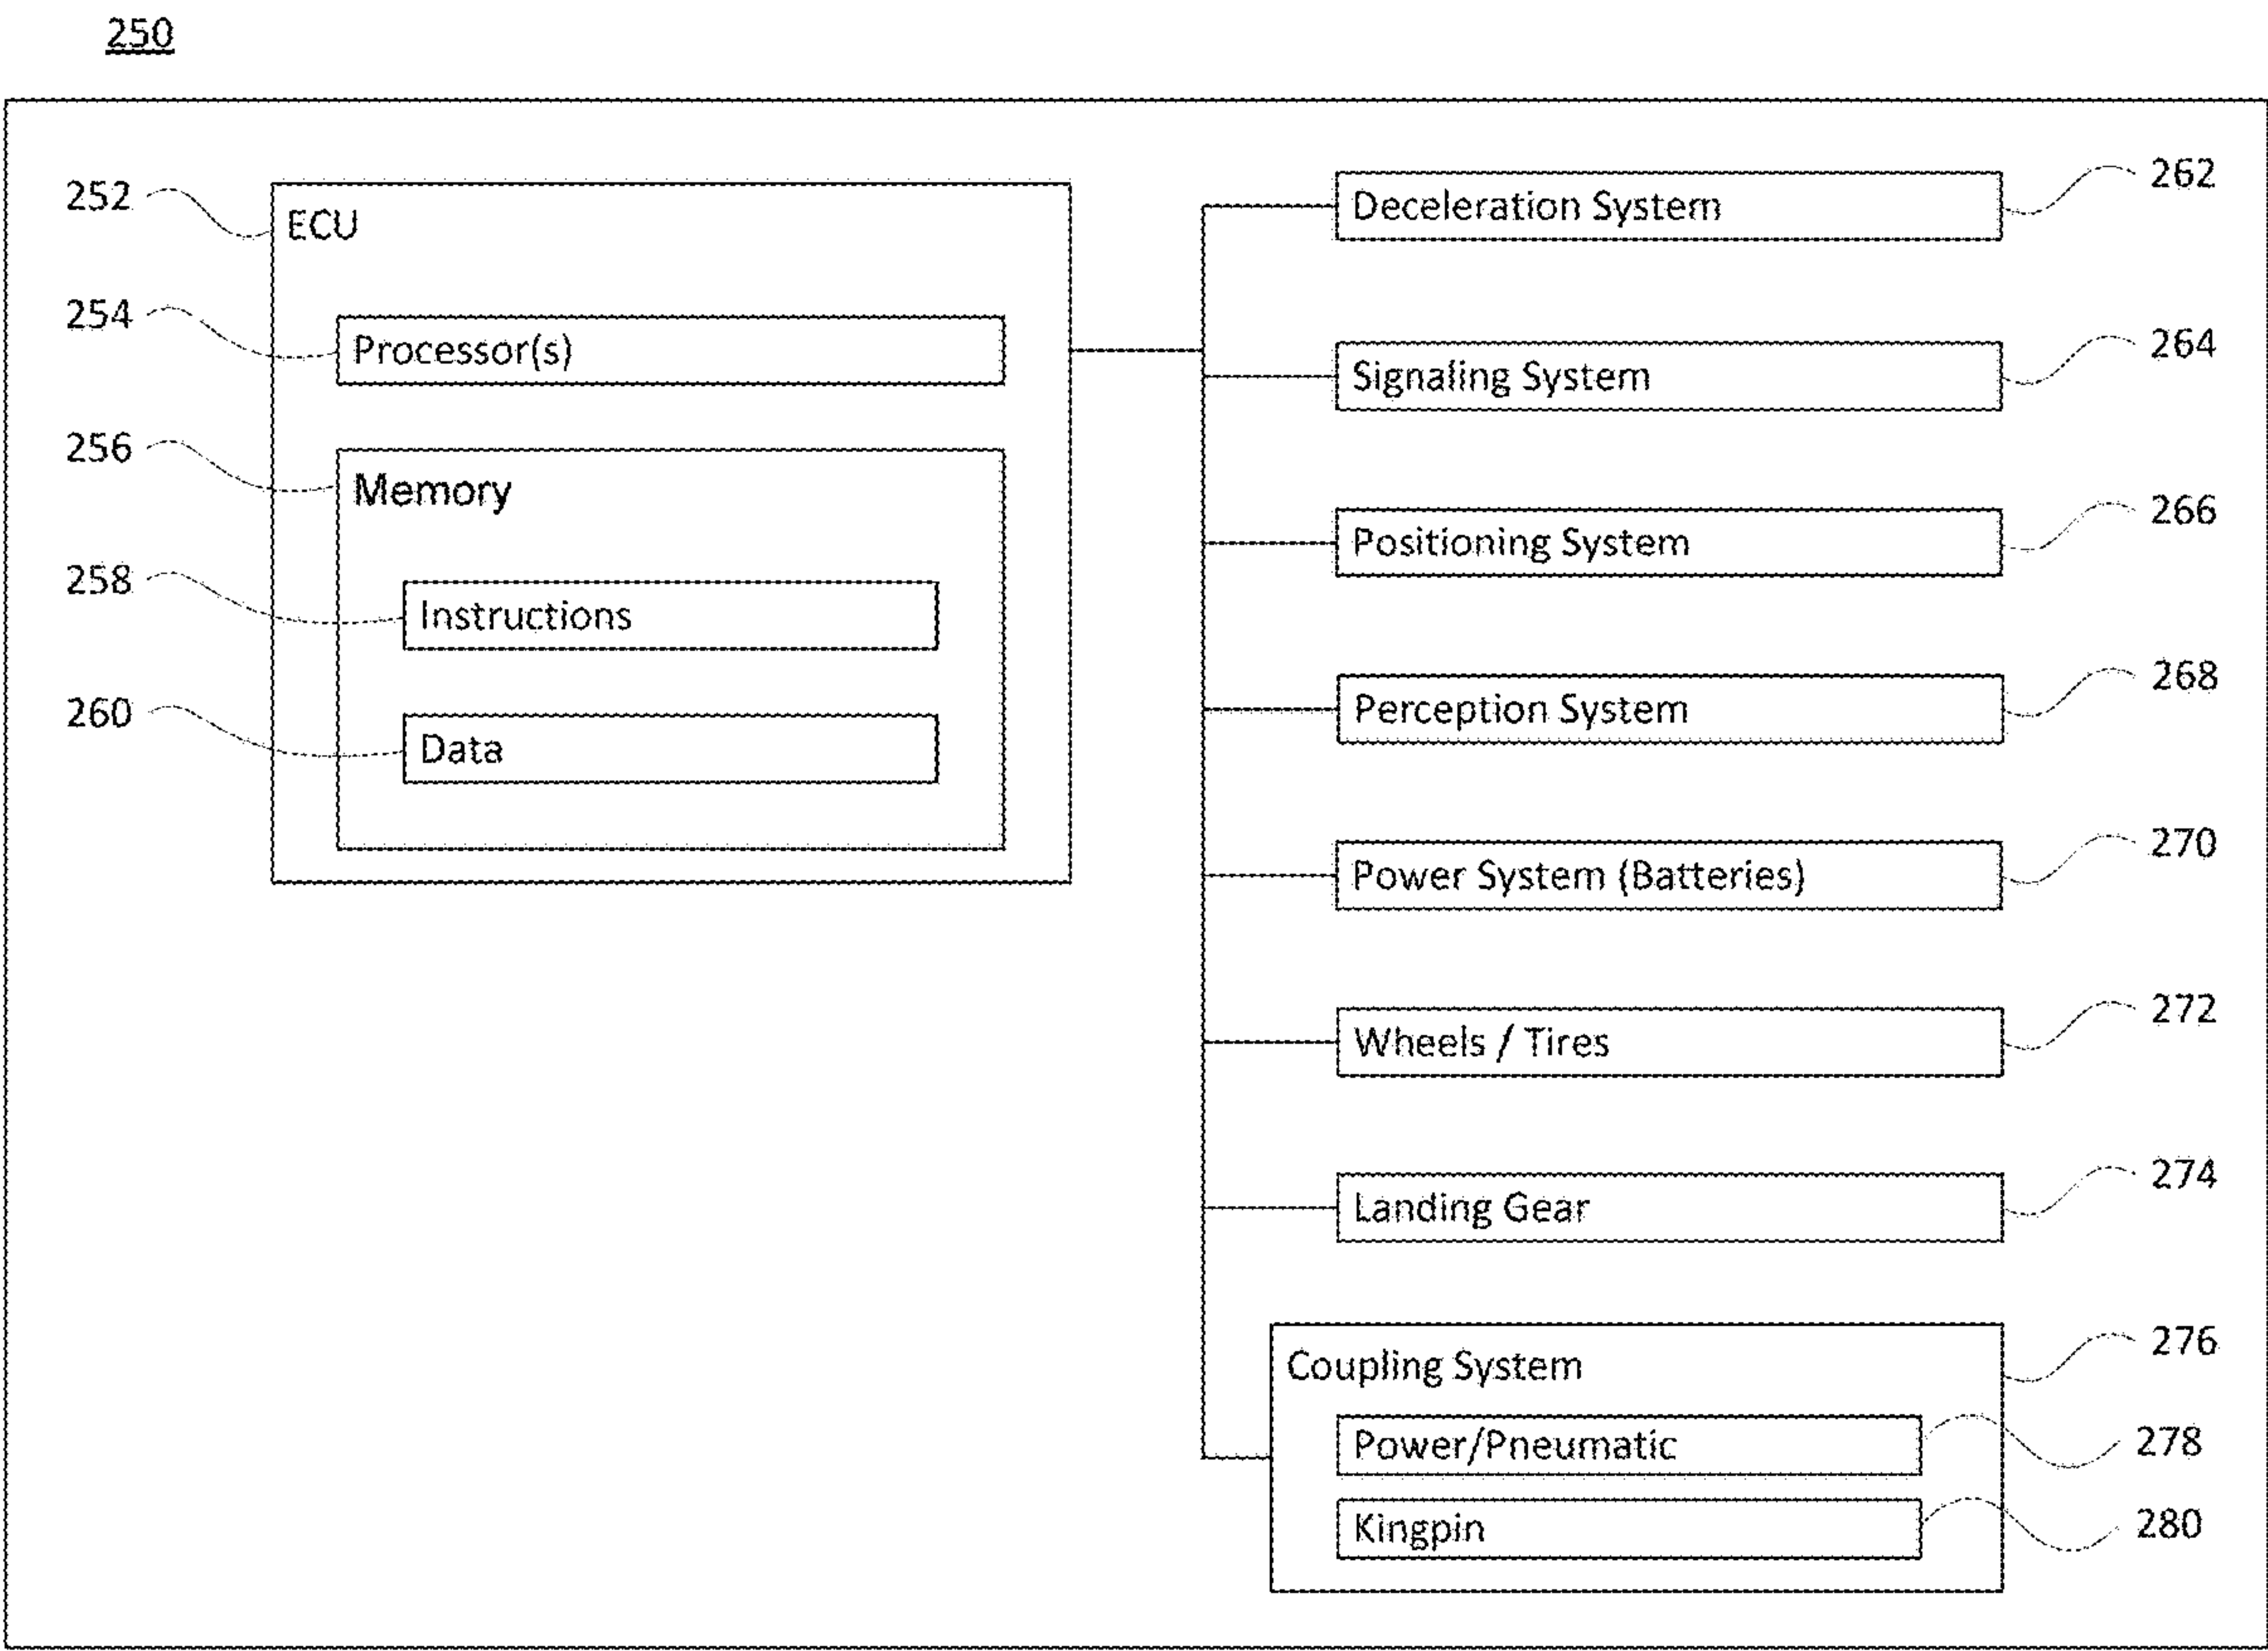 250
252
ECU
254
Processor(s)
256
Memory
258
Instructions
260
Data
Deceleration System
262
Signaling System
264
Positioning System
266
Perception System
268
Power System (Batteries)
270
Wheels / Tires
272
Landing Gear
274
Coupling System
276
Power/Pneumatic
278
Kingpin
280